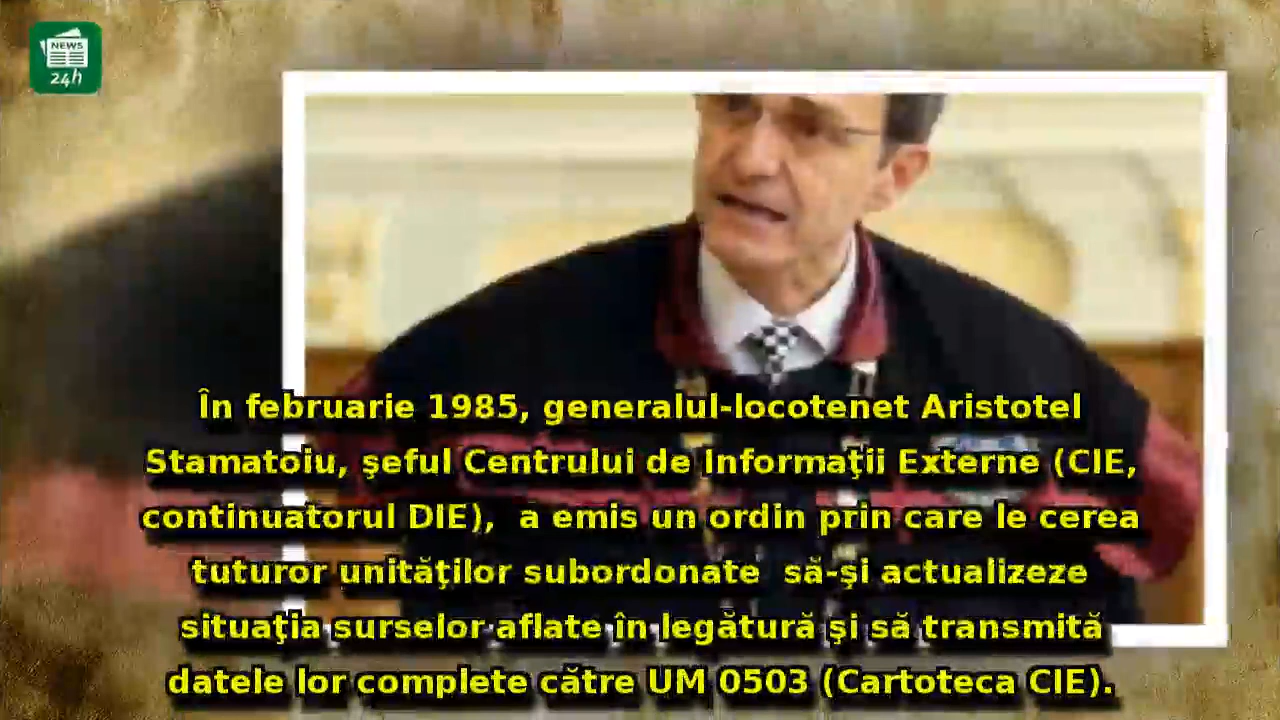 NEWS
24h
În februarie 1985, generalul-locotenet Aristotel
Stamatoiu, şeful Centrului de Informaţii Externe (CIE,
continuatorul DIE),  a emis un ordin prin care le cerea
tuturor unităţilor subordonate  să-şi actualizeze
situaţia surselor aflate în legătură şi să transmită
datele lor complete către UM 0503 (Cartoteca CIE).